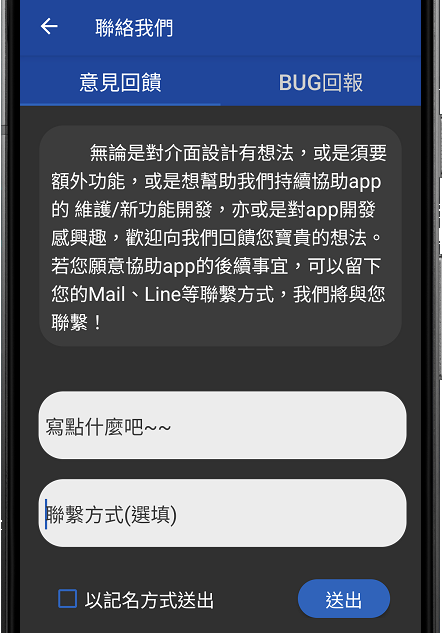 聯絡我們
意見回饋
BUG回報
無論是對介面設計有想法，或是須要
額外功能，或是想幫助我們持續協助app
的 維護/新功能開發，亦或是對app開發
感興趣，歡迎向我們回饋您寶貴的想法。
若您願意協助app的後續事宜，可以留下
您的Mail、Line等聯繫方式，我們將與您
聯繫！
寫點什麼吧~~
聯繫方式(選填)
以記名方式送出
送出